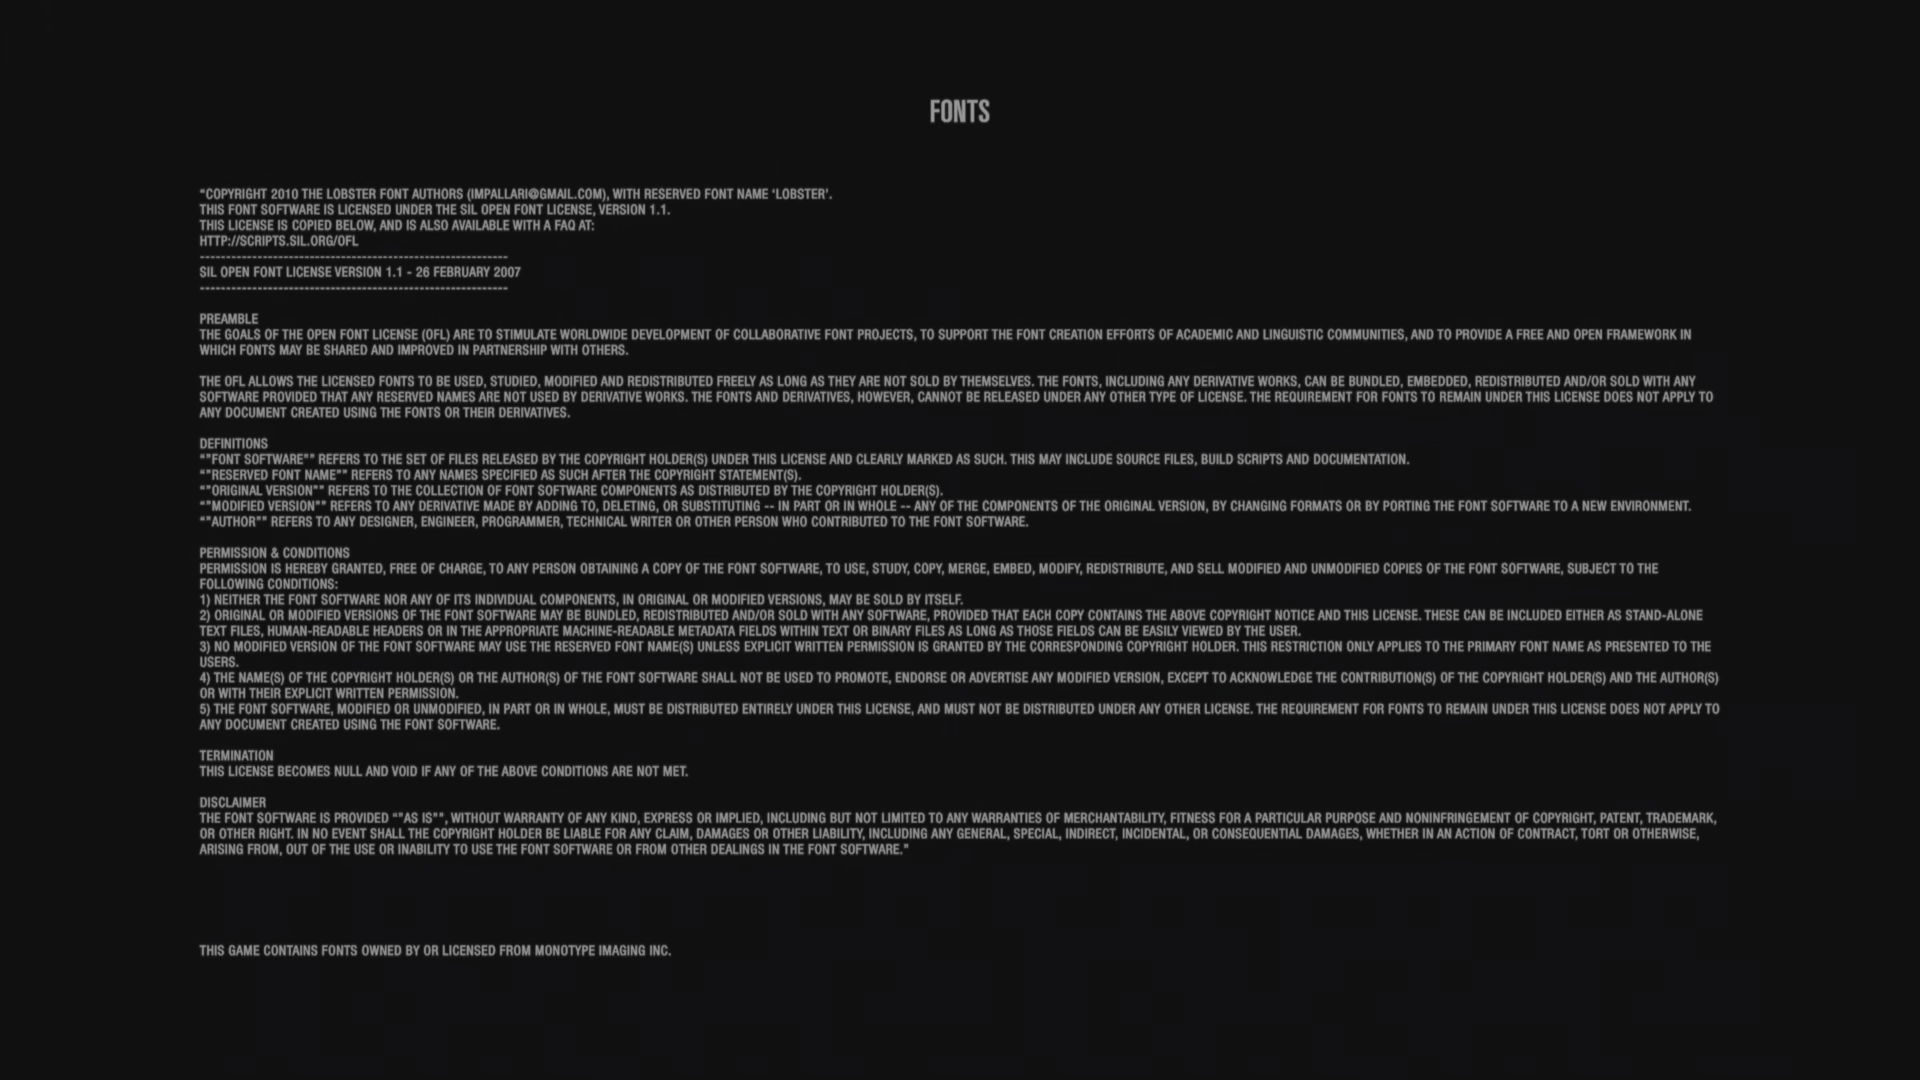 FONTS
“COPYRIGHT 2010 THE LOBSTER FONT AUTHORS (IMPALLARI@GMAIL.COM), WITH RESERVED FONT NAME ‘LOBSTER’.
THIS FONT SOFTWARE IS LICENSED UNDER THE SIL OPEN FONT LICENSE, VERSION 1.1.
THIS LICENSE IS COPIED BELOW, AND IS ALSO AVAILABLE WITH A FAQ AT:
HTTP://SCRIPTS.SIL.ORG/OFL
-----------------------------------------------------------
SIL OPEN FONT LICENSE VERSION 1.1 - 26 FEBRUARY 2007
-----------------------------------------------------------
PREAMBLE
THE GOALS OF THE OPEN FONT LICENSE (OFL) ARE TO STIMULATE WORLDWIDE DEVELOPMENT OF COLLABORATIVE FONT PROJECTS, TO SUPPORT THE FONT CREATION EFFORTS OF ACADEMIC AND LINGUISTIC COMMUNITIES, AND TO PROVIDE A FREE AND OPEN FRAMEWORK IN
WHICH FONTS MAY BE SHARED AND IMPROVED IN PARTNERSHIP WITH OTHERS.
THE OFL ALLOWS THE LICENSED FONTS TO BE USED, STUDIED, MODIFIED AND REDISTRIBUTED FREELY AS LONG AS THEY ARE NOT SOLD BY THEMSELVES. THE FONTS, INCLUDING ANY DERIVATIVE WORKS, CAN BE BUNDLED, EMBEDDED, REDISTRIBUTED AND/OR SOLD WITH ANY
SOFTWARE PROVIDED THAT ANY RESERVED NAMES ARE NOT USED BY DERIVATIVE WORKS. THE FONTS AND DERIVATIVES, HOWEVER, CANNOT BE RELEASED UNDER ANY OTHER TYPE OF LICENSE. THE REQUIREMENT FOR FONTS TO REMAIN UNDER THIS LICENSE DOES NOT APPLY TO
ANY DOCUMENT CREATED USING THE FONTS OR THEIR DERIVATIVES.
DEFINITIONS
“”FONT SOFTWARE”” REFERS TO THE SET OF FILES RELEASED BY THE COPYRIGHT HOLDER(S) UNDER THIS LICENSE AND CLEARLY MARKED AS SUCH. THIS MAY INCLUDE SOURCE FILES, BUILD SCRIPTS AND DOCUMENTATION.
“”RESERVED FONT NAME”” REFERS TO ANY NAMES SPECIFIED AS SUCH AFTER THE COPYRIGHT STATEMENT(S).
“”ORIGINAL VERSION”” REFERS TO THE COLLECTION OF FONT SOFTWARE COMPONENTS AS DISTRIBUTED BY THE COPYRIGHT HOLDER(S).
“”MODIFIED VERSION”” REFERS TO ANY DERIVATIVE MADE BY ADDING TO, DELETING, OR SUBSTITUTING -- IN PART OR IN WHOLE -- ANY OF THE COMPONENTS OF THE ORIGINAL VERSION, BY CHANGING FORMATS OR BY PORTING THE FONT SOFTWARE TO A NEW ENVIRONMENT.
“”AUTHOR”” REFERS TO ANY DESIGNER, ENGINEER, PROGRAMMER, TECHNICAL WRITER OR OTHER PERSON WHO CONTRIBUTED TO THE FONT SOFTWARE.
PERMISSION & CONDITIONS
PERMISSION IS HEREBY GRANTED, FREE OF CHARGE, TO ANY PERSON OBTAINING A COPY OF THE FONT SOFTWARE, TO USE, STUDY, COPY, MERGE, EMBED, MODIFY, REDISTRIBUTE, AND SELL MODIFIED AND UNMODIFIED COPIES OF THE FONT SOFTWARE, SUBJECT TO THE
FOLLOWING CONDITIONS:
1) NEITHER THE FONT SOFTWARE NOR ANY OF ITS INDIVIDUAL COMPONENTS, IN ORIGINAL OR MODIFIED VERSIONS, MAY BE SOLD BY ITSELF.
2) ORIGINAL OR MODIFIED VERSIONS OF THE FONT SOFTWARE MAY BE BUNDLED, REDISTRIBUTED AND/OR SOLD WITH ANY SOFTWARE, PROVIDED THAT EACH COPY CONTAINS THE ABOVE COPYRIGHT NOTICE AND THIS LICENSE. THESE CAN BE INCLUDED EITHER AS STAND-ALONE
TEXT FILES, HUMAN-READABLE HEADERS OR IN THE APPROPRIATE MACHINE-READABLE METADATA FIELDS WITHIN TEXT OR BINARY FILES AS LONG AS THOSE FIELDS CAN BE EASILY VIEWED BY THE USER.
3) NO MODIFIED VERSION OF THE FONT SOFTWARE MAY USE THE RESERVED FONT NAME(S) UNLESS EXPLICIT WRITTEN PERMISSION IS GRANTED BY THE CORRESPONDING COPYRIGHT HOLDER. THIS RESTRICTION ONLY APPLIES TO THE PRIMARY FONT NAME AS PRESENTED TO THE
USERS.
4) THE NAME(S) OF THE COPYRIGHT HOLDER(S) OR THE AUTHOR(S) OF THE FONT SOFTWARE SHALL NOT BE USED TO PROMOTE, ENDORSE OR ADVERTISE ANY MODIFIED VERSION, EXCEPT TO ACKNOWLEDGE THE CONTRIBUTION(S) OF THE COPYRIGHT HOLDER(S) AND THE AUTHOR(S)
OR WITH THEIR EXPLICIT WRITTEN PERMISSION.
5) THE FONT SOFTWARE, MODIFIED OR UNMODIFIED, IN PART OR IN WHOLE, MUST BE DISTRIBUTED ENTIRELY UNDER THIS LICENSE, AND MUST NOT BE DISTRIBUTED UNDER ANY OTHER LICENSE. THE REQUIREMENT FOR FONTS TO REMAIN UNDER THIS LICENSE DOES NOT APPLY TO
ANY DOCUMENT CREATED USING THE FONT SOFTWARE.
TERMINATION
THIS LICENSE BECOMES NULL AND VOID IF ANY OF THE ABOVE CONDITIONS ARE NOT MET.
DISCLAIMER
THE FONT SOFTWARE IS PROVIDED “”AS IS””, WITHOUT WARRANTY OF ANY KIND, EXPRESS OR IMPLIED, INCLUDING BUT NOT LIMITED TO ANY WARRANTIES OF MERCHANTABILITY, FITNESS FOR A PARTICULAR PURPOSE AND NONINFRINGEMENT OF COPYRIGHT, PATENT, TRADEMARK,
OR OTHER RIGHT. IN NO EVENT SHALL THE COPYRIGHT HOLDER BE LIABLE FOR ANY CLAIM, DAMAGES OR OTHER LIABILITY, INCLUDING ANY GENERAL, SPECIAL, INDIRECT, INCIDENTAL, OR CONSEQUENTIAL DAMAGES, WHETHER IN AN ACTION OF CONTRACT, TORT OR OTHERWISE,
ARISING FROM, OUT OF THE USE OR INABILITY TO USE THE FONT SOFTWARE OR FROM OTHER DEALINGS IN THE FONT SOFTWARE.”
THIS GAME CONTAINS FONTS OWNED BY OR LICENSED FROM MONOTYPE IMAGING INC.